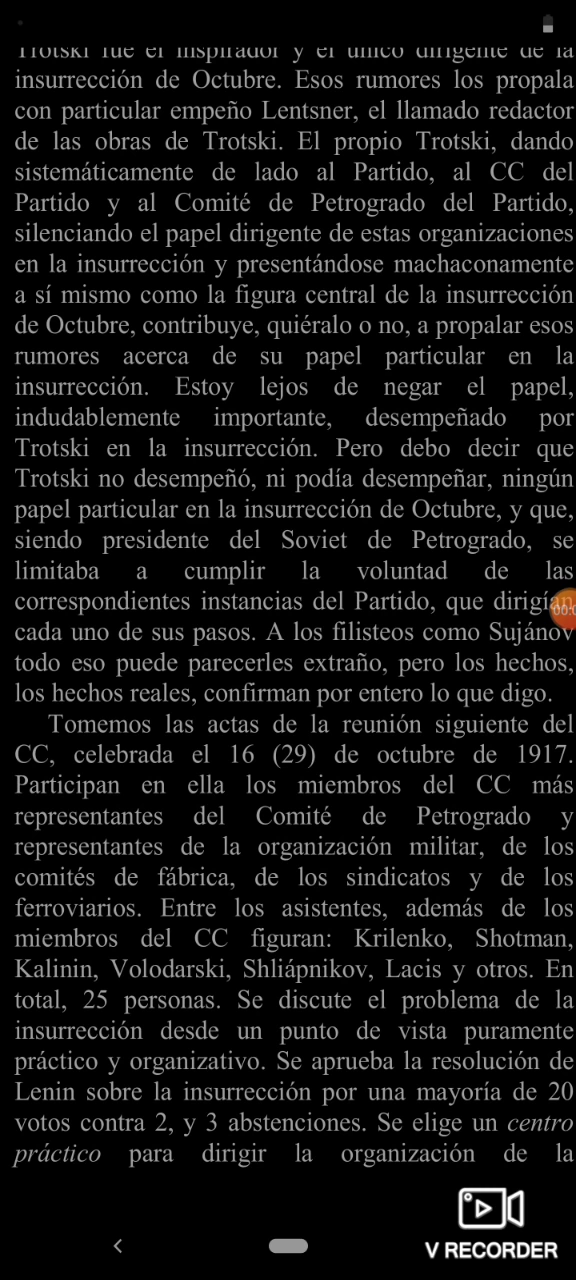 Trotski fue el inspirador y el único dirigente de la
insurrección de Octubre. Esos rumores los propala
con particular empeño Lentsner, el llamado redactor
de las obras de Trotski. El propio Trotski, dando
sistemáticamente de lado al Partido, al CC del
Partido y al Comité de Petrogrado del Partido,
silenciando el papel dirigente de estas organizaciones
en la insurrección y presentándose machaconamente
a sí mismo como la figura central de la insurrección
de Octubre, contribuye, quiéralo o no, a propalar esos
rumores acerca de su papel particular en la
insurrección. Estoy lejos de negar el papel,
indudablemente importante, desempeñado por
Trotski en la insurrección. Pero debo decir que
Trotski no desempeñó, ni podía desempeñar, ningún
papel particular en la insurrección de Octubre, y que,
siendo presidente del Soviet de Petrogrado, se
limitaba a cumplir la voluntad de las
correspondientes instancias del Partido, que dirigían
cada uno de sus pasos. A los filisteos como Sujánov
todo eso puede parecerles extraño, pero los hechos,
los hechos reales, confirman por entero lo que digo.
Tomemos las actas de la reunión siguiente del
CC, celebrada el 16 (29) de octubre de 1917.
Participan en ella los miembros del CC más
representantes del Comité de Petrogrado y
representantes de la organización militar, de los
comités de fábrica, de los sindicatos y de los
ferroviarios. Entre los asistentes, además de los
miembros del CC figuran: Krilenko, Shotman,
Kalinin, Volodarski, Shliápnikov, Lacis y otros. En
total, 25 personas. Se discute el problema de la
insurrección desde un punto de vista puramente
práctico y organizativo. Se aprueba la resolución de
Lenin sobre la insurrección por una mayoría de 20
votos contra 2, y 3 abstenciones. Se elige un centro
práctico para dirigir la organización de la
V RECORDER